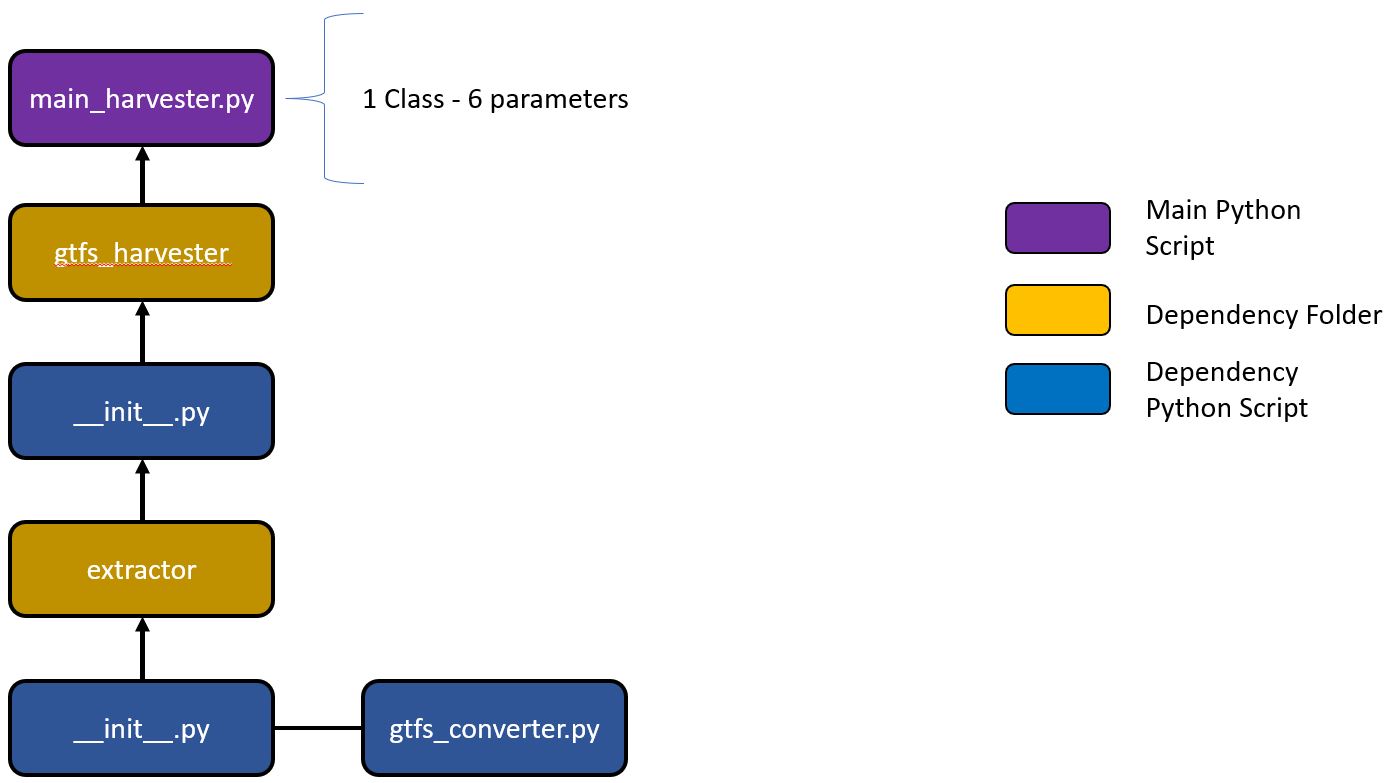 main_harvester.py
1 Class - 6 parameters
gtfs_harvester
__init__.py
extractor
__init__.py
gtfs_converter.py
Main Python
Script
Dependency Folder
Dependency
Python Script